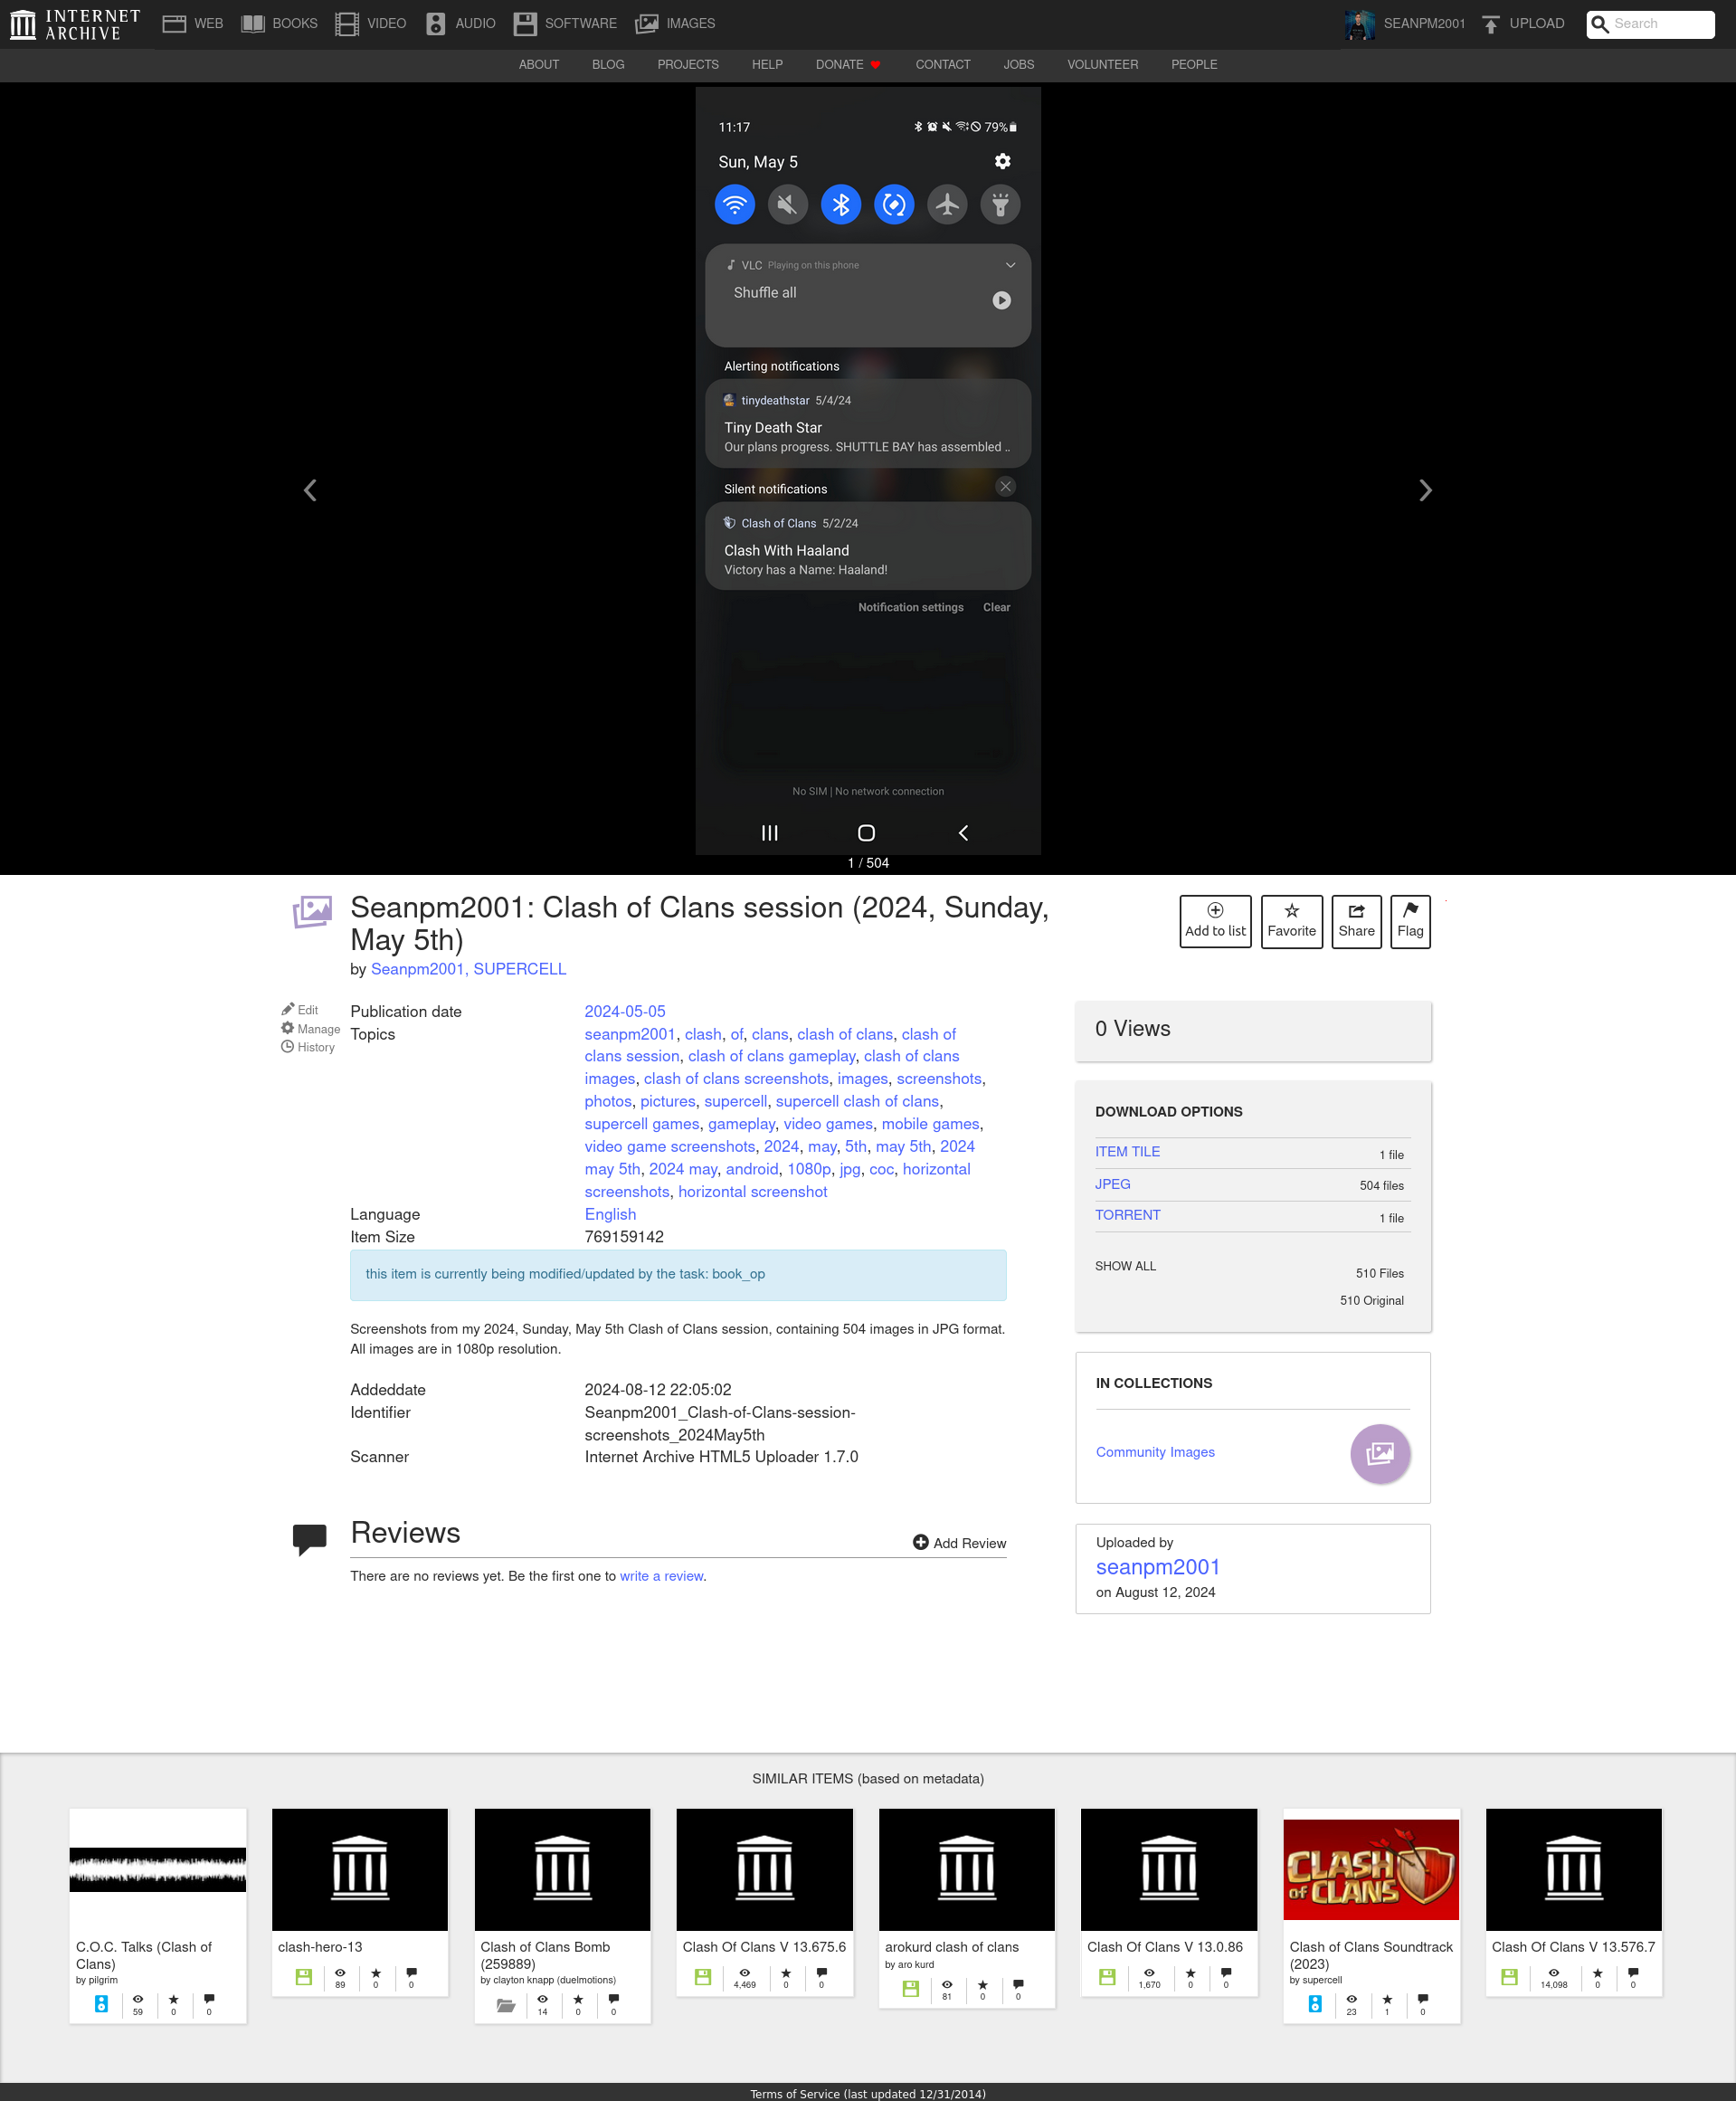 INTERNET ARCHIVE
WEB BOOKS VIDEO AUDIO SOFTWARE IMAGES SEANPM2001 UPLOAD Search
ABOUT BLOG PROJECTS HELP DONATE CONTACT JOBS VOLUNTEER PEOPLE
11:17 79%
Sun, May 5
VLC Playing on this phone
Shuffle all
Alerting notifications
tinydeathstar 5/4/24
Tiny Death Star
Our plans progress. SHUTTLE BAY has assembled ..
Silent notifications
Clash of Clans 5/2/24
Clash With Haaland
Victory has a Name: Haaland!
Notification settings Clear
No SIM | No network connection
1 / 504
Seanpm2001: Clash of Clans session (2024, Sunday,
May 5th)
by Seanpm2001, SUPERCELL
Add to list Favorite Share Flag
Edit
Manage
History
Publication date 2024-05-05
Topics seanpm2001, clash, of, clans, clash of clans, clash of
clans session, clash of clans gameplay, clash of clans
images, clash of clans screenshots, images, screenshots,
photos, pictures, supercell, supercell clash of clans,
supercell games, gameplay, video games, mobile games,
video game screenshots, 2024, may, 5th, may 5th, 2024
may 5th, 2024 may, android, 1080p, jpg, coc, horizontal
screenshots, horizontal screenshot
Language English
Item Size 769159142
this item is currently being modified/updated by the task: book_op
Screenshots from my 2024, Sunday, May 5th Clash of Clans session, containing 504 images in JPG format.
All images are in 1080p resolution.
Addeddate 2024-08-12 22:05:02
Identifier Seanpm2001_Clash-of-Clans-session-
screenshots_2024May5th
Scanner Internet Archive HTML5 Uploader 1.7.0
Reviews
Add Review
There are no reviews yet. Be the first one to write a review.
0 Views
DOWNLOAD OPTIONS
ITEM TILE 1 file
JPEG 504 files
TORRENT 1 file
SHOW ALL 510 Files
510 Original
IN COLLECTIONS
Community Images
Uploaded by
seanpm2001
on August 12, 2024
SIMILAR ITEMS (based on metadata)
C.O.C. Talks (Clash of
Clans)
by pilgrim
59 0 0
clash-hero-13
89 0 0
Clash of Clans Bomb
(259889)
by clayton knapp (duelmotions)
14 0 0
Clash Of Clans V 13.675.6
4,469 0 0
arokurd clash of clans
by aro kurd
81 0 0
Clash Of Clans V 13.0.86
1,670 0 0
CLASH
OF CLANS
Clash of Clans Soundtrack
(2023)
by supercell
23 1 0
Clash Of Clans V 13.576.7
14,098 0 0
Terms of Service (last updated 12/31/2014)